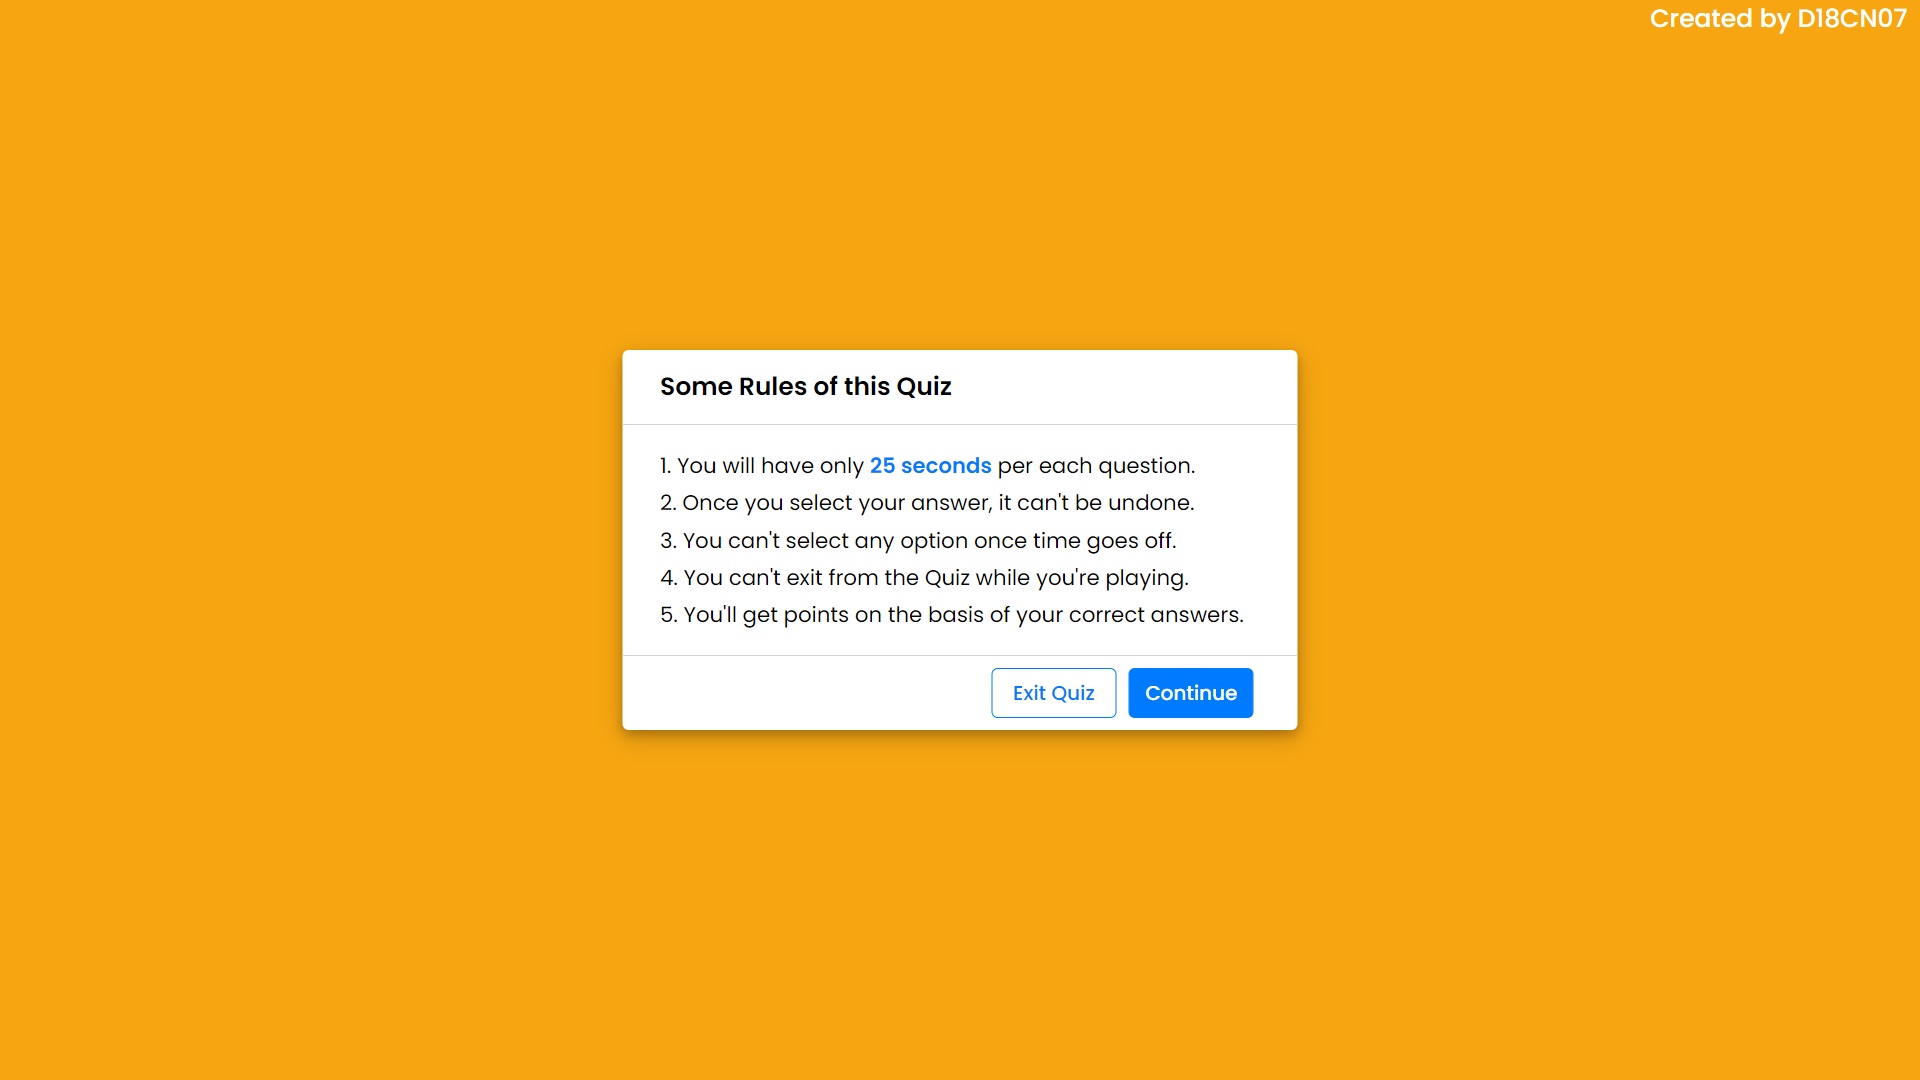 Created by D18CN07
Some Rules of this Quiz
1. You will have only 25 seconds per each question.
2. Once you select your answer, it can't be undone.
3. You can't select any option once time goes off.
4. You can't exit from the Quiz while you're playing.
5. You'll get points on the basis of your correct answers.
Exit Quiz Continue